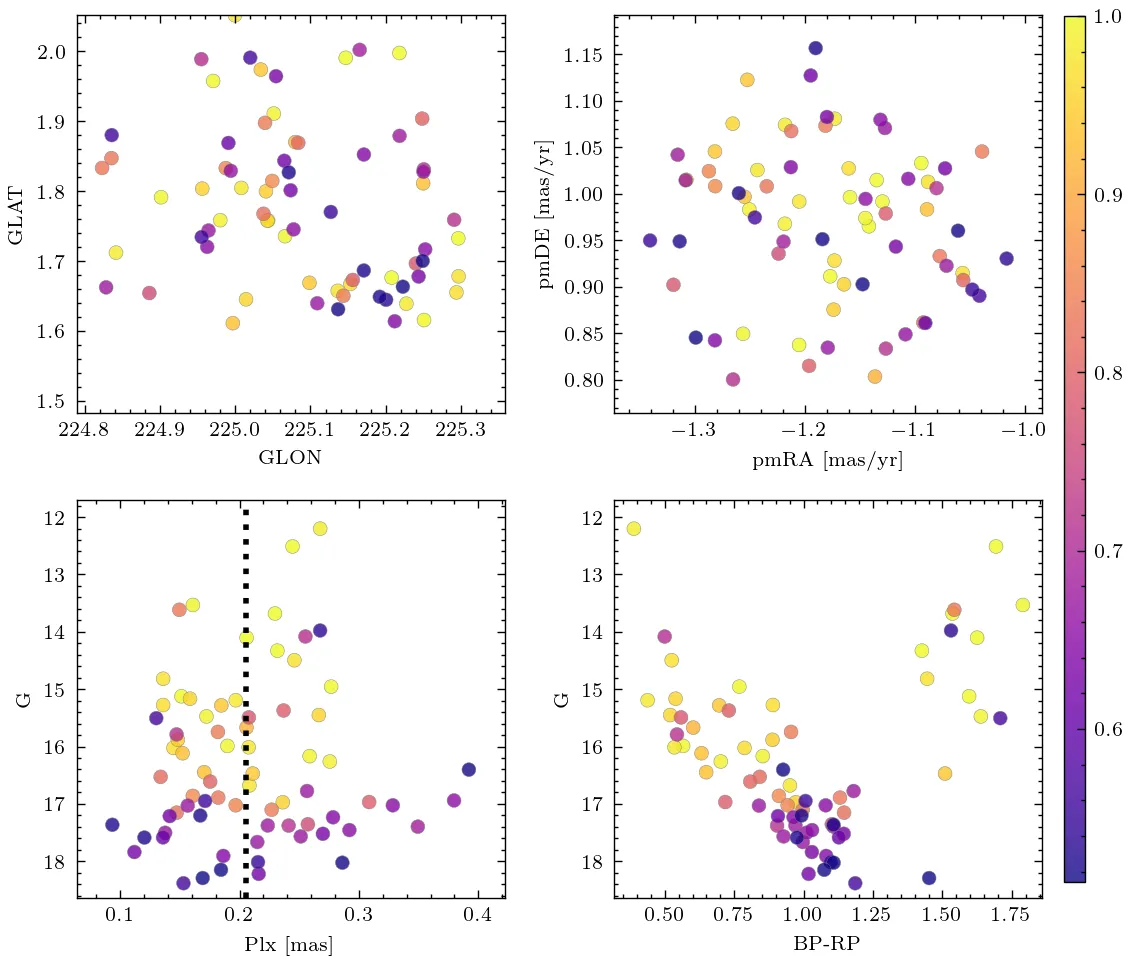 2.0
1.9
1.8
1.7
1.6
1.5
GLAT
224.8 224.9 225.0 225.1 225.2 225.3
GLON
1.15
1.10
1.05
1.00
0.95
0.90
0.85
0.80
pmDE [mas/yr]
−1.3 −1.2 −1.1 −1.0
pmRA [mas/yr]
12
13
14
15
16
17
18
G
0.1 0.2 0.3 0.4
Plx [mas]
12
13
14
15
16
17
18
G
0.50 0.75 1.00 1.25 1.50 1.75
BP-RP
1.0
0.9
0.8
0.7
0.6